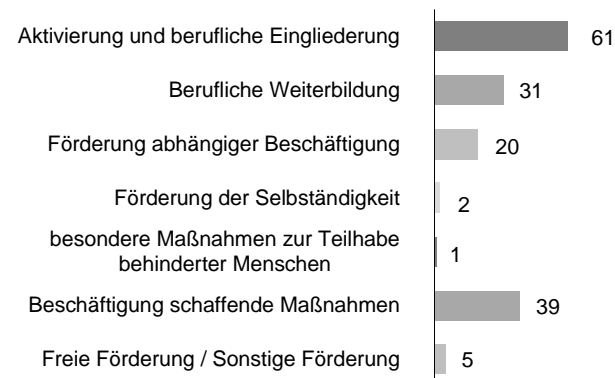 Aktivierung und berufliche Eingliederung 61
Berufliche Weiterbildung 31
Förderung abhängiger Beschäftigung 20
Förderung der Selbständigkeit 2
besondere Maßnahmen zur Teilhabe
behinderter Menschen 1
Beschäftigung schaffende Maßnahmen 39
Freie Förderung / Sonstige Förderung 5